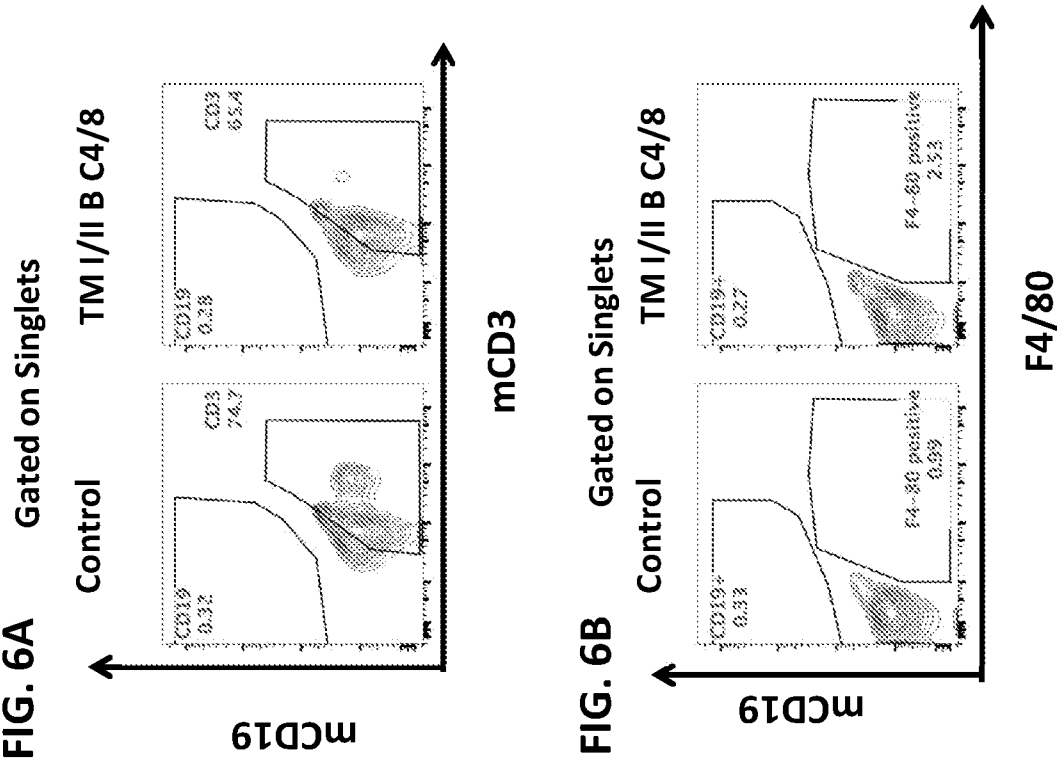 FIG. 6A
Gated on Singlets
Control
TM I/II B C4/8
CD19
0.32
CD3
74.7
CD19
0.28
CD3
65.4
mCD19
mCD3
FIG. 6B
Gated on Singlets
Control
TM I/II B C4/8
CD19+
0.33
F4-80 positive
0.99
CD19+
0.27
F4-80 positive
2.53
mCD19
F4/80